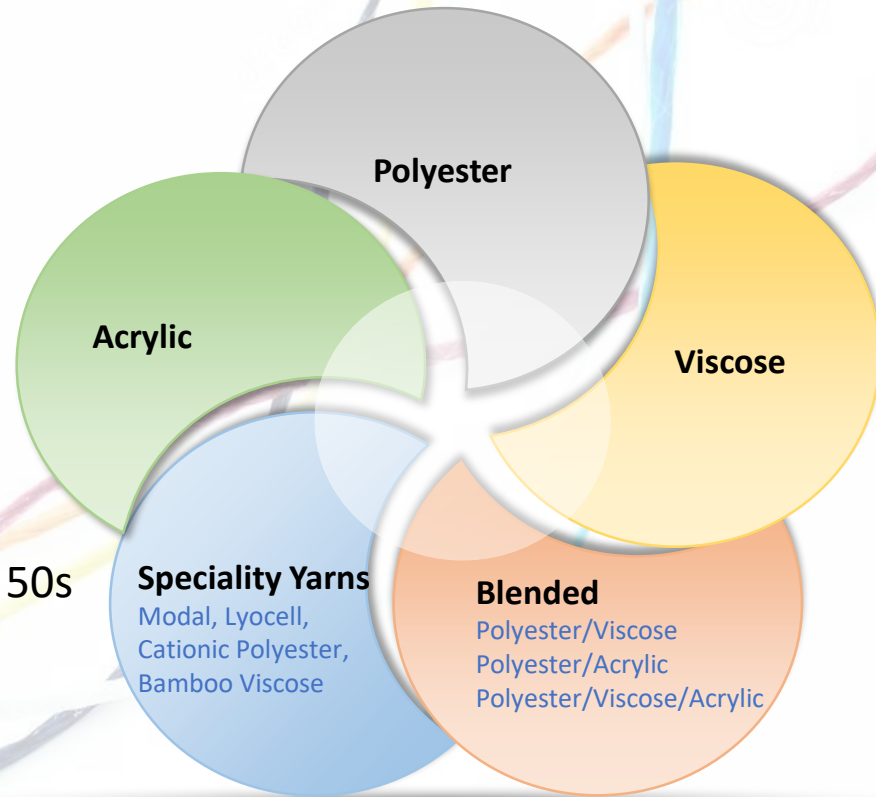 Polyester
Acrylic
Viscose
50s
Speciality Yarns
Modal, Lyocell,
Cationic Polyester,
Bamboo Viscose
Blended
Polyester/Viscose
Polyester/Acrylic
Polyester/Viscose/Acrylic